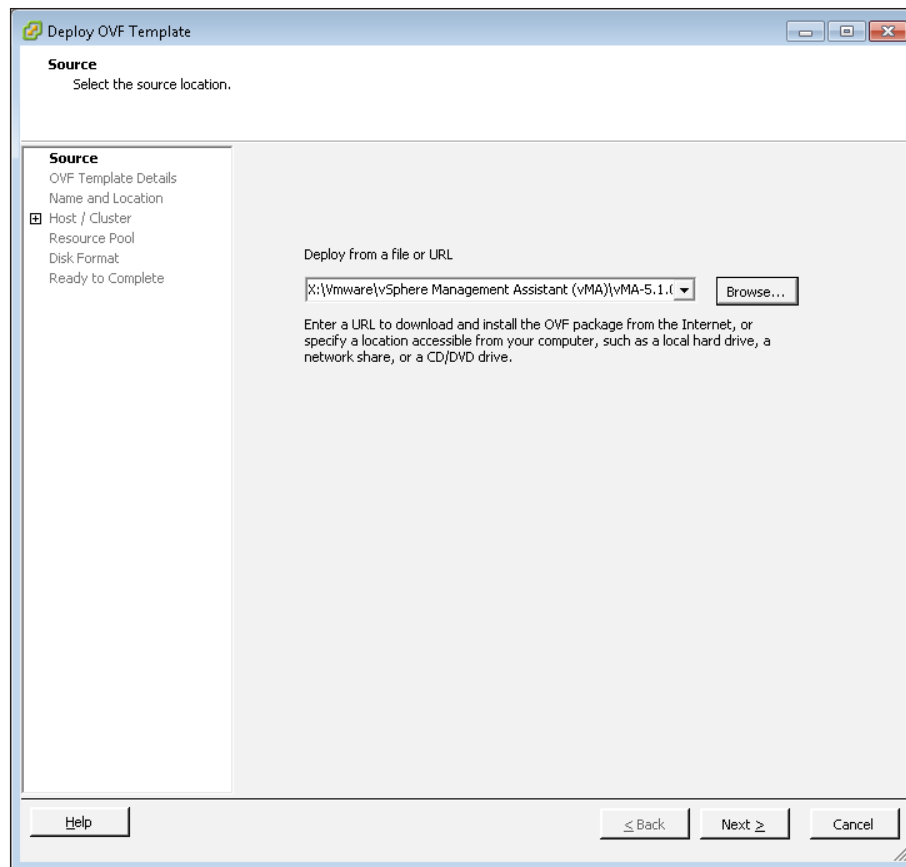 Deploy OVF Template
Source
Select the source location.
Source
OVF Template Details
Name and Location
Host / Cluster
Resource Pool
Disk Format
Ready to Complete
Deploy from a file or URL
X:\Vmware\vSphere Management Assistant (vMA)\vMA-5.1.(
Browse...
Enter a URL to download and install the OVF package from the Internet, or
specify a location accessible from your computer, such as a local hard drive, a
network share, or a CD/DVD drive.
Help
< Back
Next >
Cancel